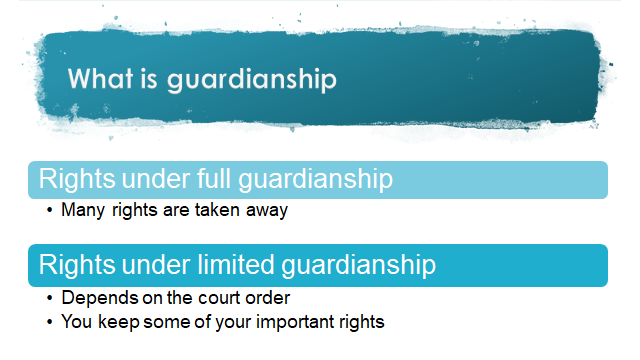 What is guardianship
Rights under full guardianship
• Many rights are taken away
Rights under limited guardianship
• Depends on the court order
• You keep some of your important rights